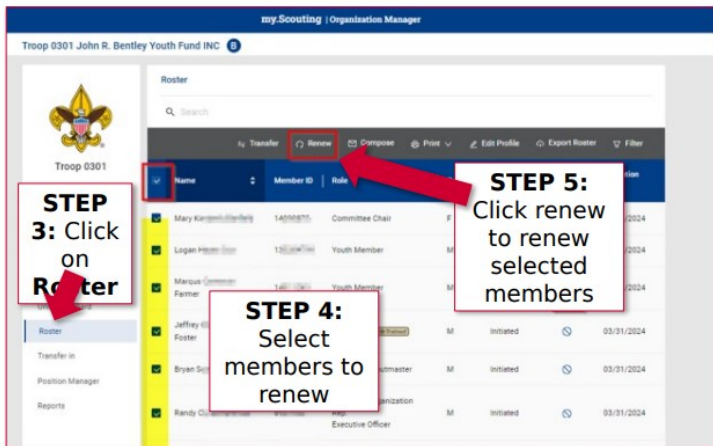 my.Scouting | Organization Manager
Troop 0301 John R. Bentley Youth Fund INC B
Roster
Search
Transfer Renew Compose Print Edit Profile Export Roster Filter
Troop 0301
Name Member ID Role
STEP
3: Click
on
Roster
STEP 5:
Click renew
to renew
selected
members
STEP 4:
Select
members to
renew
Mary Committee Chair F /2024
Logan Youth Member M /2024
Marqus
Farmer Youth Member M /2024
Jeffrey
Foster M Initiated 03/31/2024
Bryan M Initiated 03/31/2024
Randy
Executive Officer M Initiated 03/31/2024
Roster
Transfer in
Position Manager
Reports